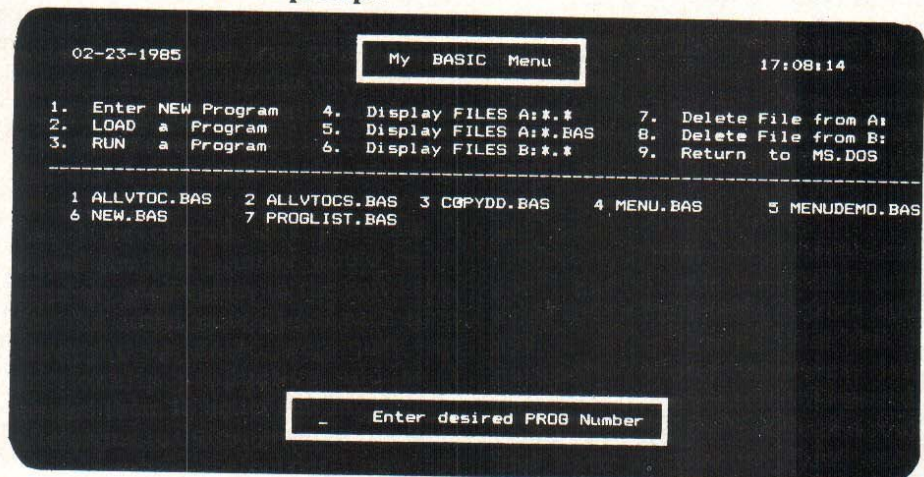 02-23-1985 My BASIC Menu 17:08:14
1. Enter NEW Program 4. Display FILES A:*.* 7. Delete File from A:
2. LOAD a Program 5. Display FILES A:*.BAS 8. Delete File from B:
3. RUN a Program 6. Display FILES B:*.* 9. Return to MS.DOS
1 ALLVTOC.BAS 2 ALLVTOCS.BAS 3 COPYDD.BAS 4 MENU.BAS 5 MENUDEMO.BAS
6 NEW.BAS 7 PROGLIST.BAS
_ Enter desired PROG Number